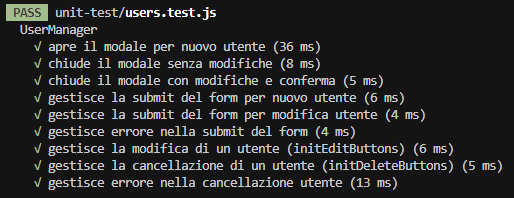 PASS unit-test/users.test.js
UserManager
√ apre il modale per nuovo utente (36 ms)
√ chiude il modale senza modifiche (8 ms)
√ chiude il modale con modifiche e conferma (5 ms)
√ gestisce la submit del form per nuovo utente (6 ms)
√ gestisce la submit del form per modifica utente (4 ms)
√ gestisce errore nella submit del form (4 ms)
√ gestisce la modifica di un utente (initEditButtons) (6 ms)
√ gestisce la cancellazione di un utente (initDeleteButtons) (5 ms)
√ gestisce errore nella cancellazione utente (13 ms)